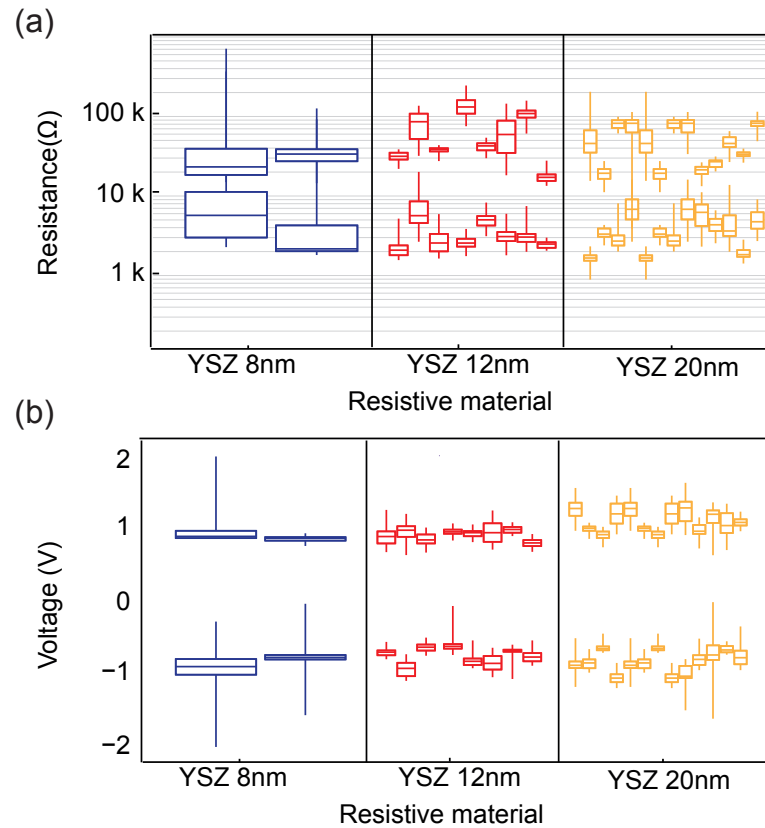 (a)
Resistance(Ω)
100 k
10 k
1 k
YSZ 8nm YSZ 12nm YSZ 20nm
Resistive material
(b)
Voltage (V)
2
1
0
−1
−2
YSZ 8nm YSZ 12nm YSZ 20nm
Resistive material